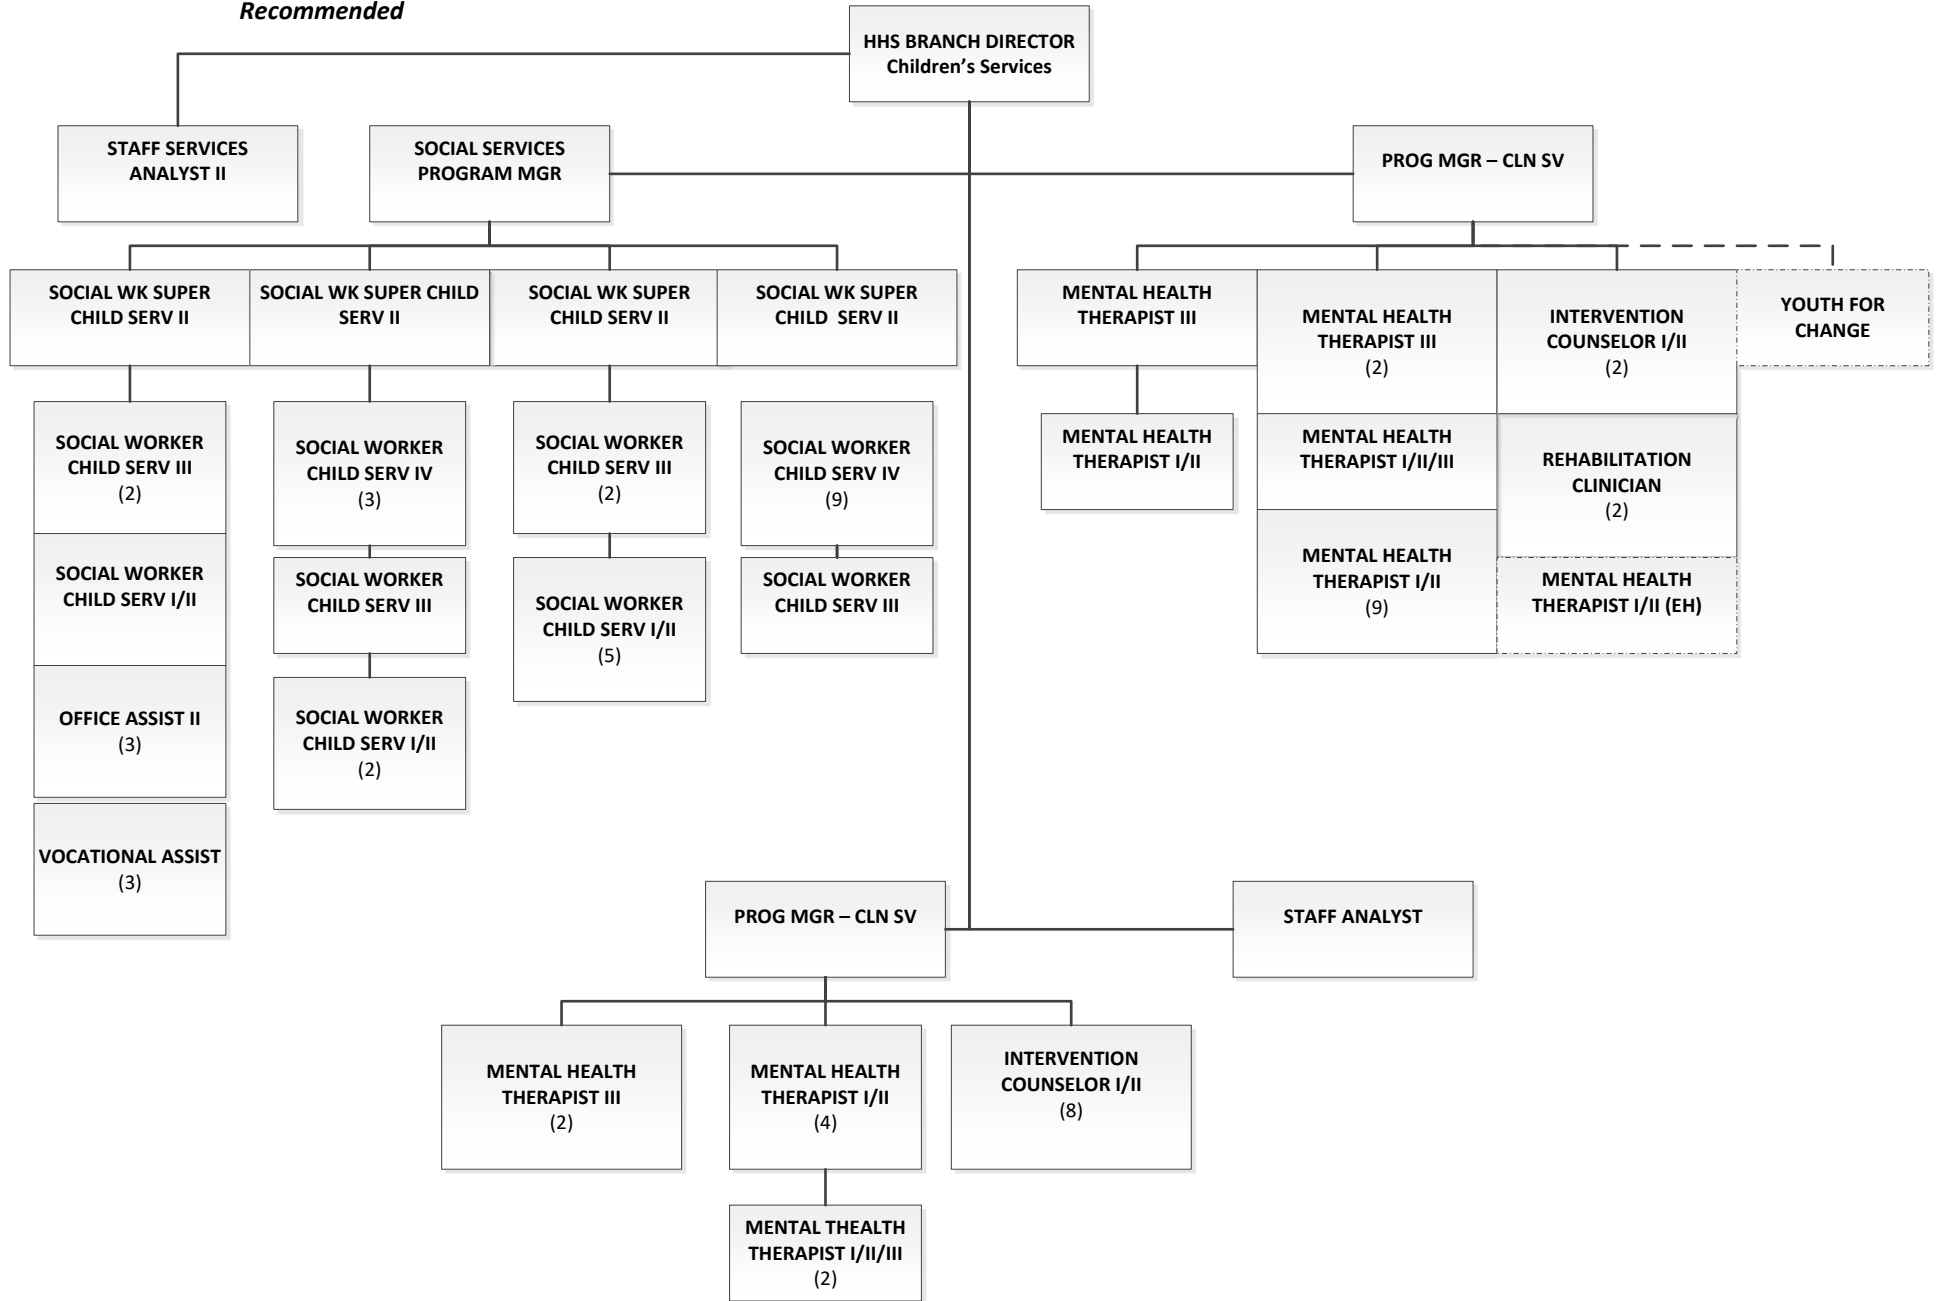 Recommended
HHS BRANCH DIRECTOR
Children's Services
STAFF SERVICES
ANALYST II
SOCIAL SERVICES
PROGRAM MGR
PROG MGR – CLN SV
SOCIAL WK SUPER
CHILD SERV II
SOCIAL WK SUPER CHILD
SERV II
SOCIAL WK SUPER
CHILD SERV II
SOCIAL WK SUPER
CHILD  SERV II
MENTAL HEALTH
THERAPIST III
MENTAL HEALTH
THERAPIST III
(2)
INTERVENTION
COUNSELOR I/II
(2)
YOUTH FOR
CHANGE
SOCIAL WORKER
CHILD SERV III
(2)
SOCIAL WORKER
CHILD SERV I/II
OFFICE ASSIST II
(3)
VOCATIONAL ASSIST
(3)
SOCIAL WORKER
CHILD SERV IV
(3)
SOCIAL WORKER
CHILD SERV III
SOCIAL WORKER
CHILD SERV I/II
(2)
SOCIAL WORKER
CHILD SERV III
(2)
SOCIAL WORKER
CHILD SERV I/II
(5)
SOCIAL WORKER
CHILD SERV IV
(9)
SOCIAL WORKER
CHILD SERV III
MENTAL HEALTH
THERAPIST I/II
MENTAL HEALTH
THERAPIST I/II/III
MENTAL HEALTH
THERAPIST I/II
(9)
REHABILITATION
CLINICIAN
(2)
MENTAL HEALTH
THERAPIST I/II (EH)
PROG MGR – CLN SV
STAFF ANALYST
MENTAL HEALTH
THERAPIST III
(2)
MENTAL HEALTH
THERAPIST I/II
(4)
INTERVENTION
COUNSELOR I/II
(8)
MENTAL THEALTH
THERAPIST I/II/III
(2)